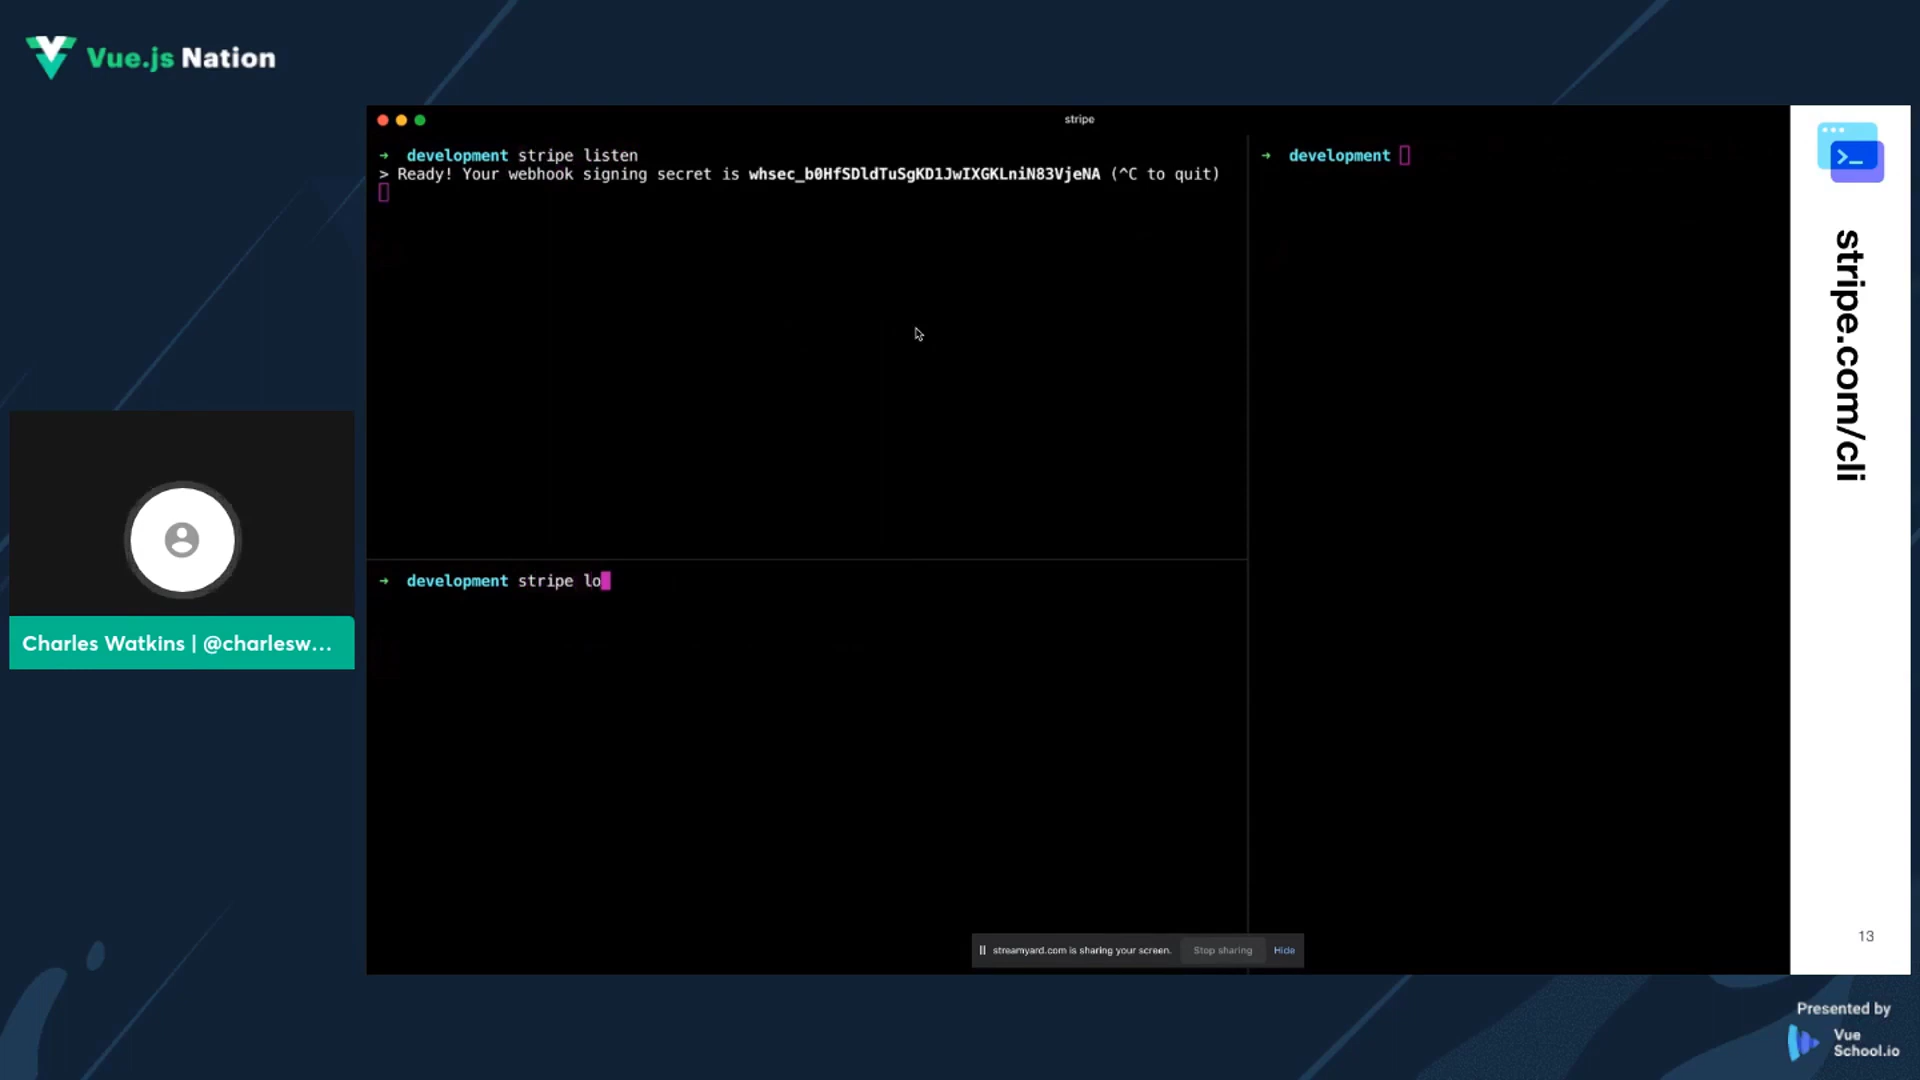 Vue.js Nation
stripe
➜ development stripe listen
> Ready! Your webhook signing secret is whsec_b0HfSDldTuSgKD1JwIXGKLniN83VjeNA (^C to quit)
➜ development
stripe.com/cli
➜ development stripe lo
Charles Watkins | @charlesw...
streamyard.com is sharing your screen. Stop sharing Hide
13
Presented by
Vue
School.io